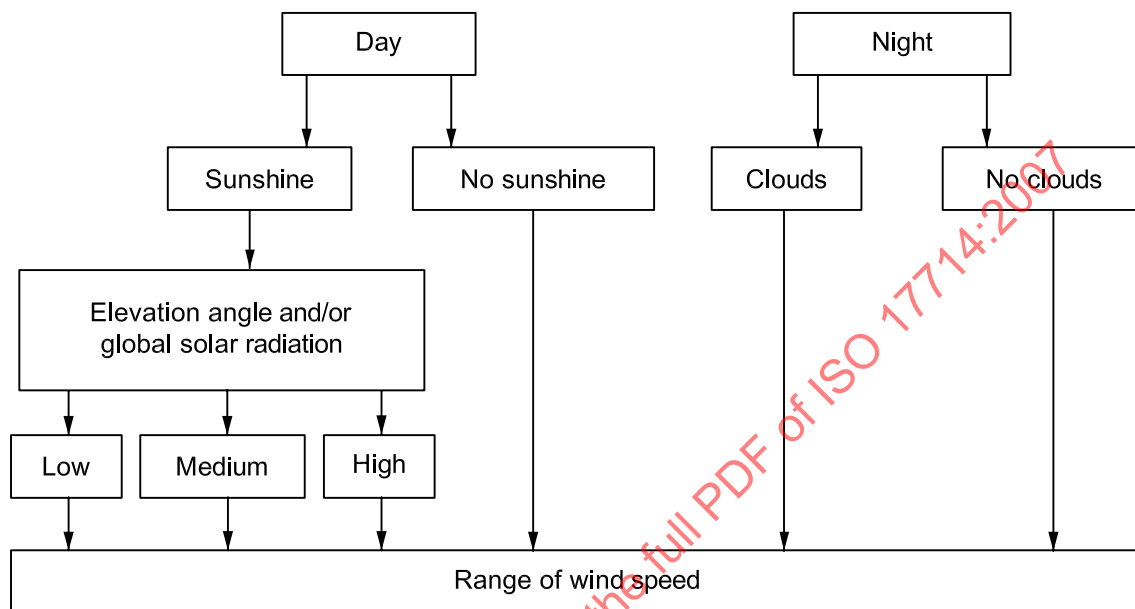 Day
Night
Sunshine
No sunshine
Clouds
No clouds
Elevation angle and/or
global solar radiation
Low
Medium
High
Range of wind speed
the full PDF of ISO 17714:2007